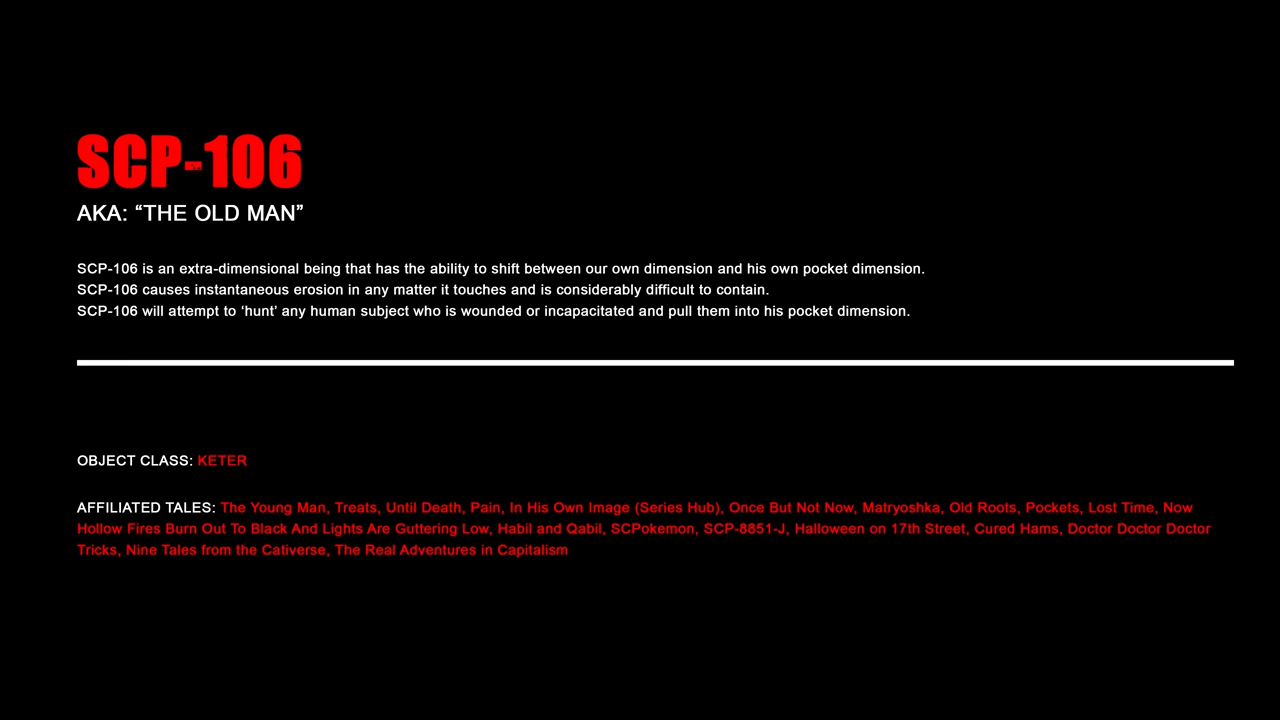 SCP-106
AKA: “THE OLD MAN”
SCP-106 is an extra-dimensional being that has the ability to shift between our own dimension and his own pocket dimension.
SCP-106 causes instantaneous erosion in any matter it touches and is considerably difficult to contain.
SCP-106 will attempt to ‘hunt’ any human subject who is wounded or incapacitated and pull them into his pocket dimension.
OBJECT CLASS: KETER
AFFILIATED TALES: The Young Man, Treats, Until Death, Pain, In His Own Image (Series Hub), Once But Not Now, Matryoshka, Old Roots, Pockets, Lost Time, Now
Hollow Fires Burn Out To Black And Lights Are Guttering Low, Habil and Qabil, SCPokemon, SCP-8851-J, Halloween on 17th Street, Cured Hams, Doctor Doctor Doctor
Tricks, Nine Tales from the Cativerse, The Real Adventures in Capitalism